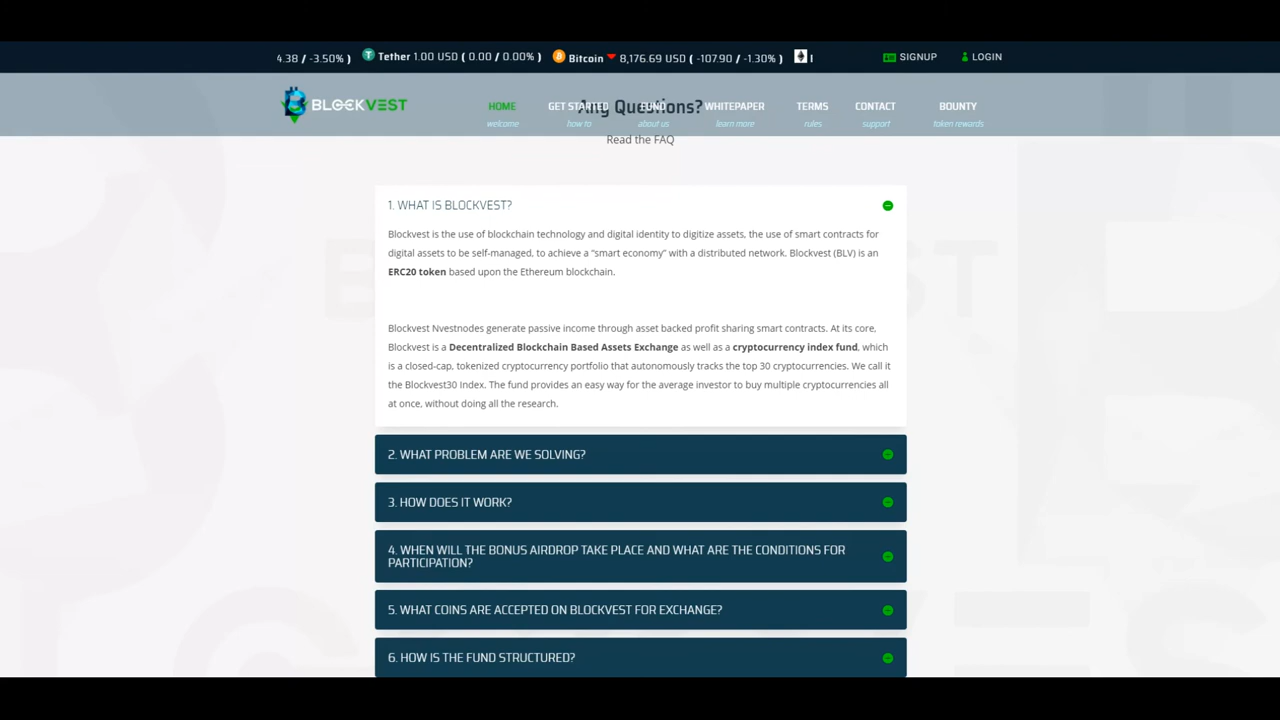 4.38 / -3.50% ) Tether 1.00 USD ( 0.00 / 0.00% ) Bitcoin 8,176.69 USD ( -107.90 / -1.30% ) SIGNUP LOGIN
BLOCKVEST
HOME GET STARTED FUND WHITEPAPER TERMS CONTACT BOUNTY
welcome how to about us learn more rules support token rewards
Any Questions?
Read the FAQ
1. WHAT IS BLOCKVEST?
Blockvest is the use of blockchain technology and digital identity to digitize assets, the use of smart contracts for
digital assets to be self-managed, to achieve a “smart economy” with a distributed network. Blockvest (BLV) is an
ERC20 token based upon the Ethereum blockchain.
Blockvest Nvestnodes generate passive income through asset backed profit sharing smart contracts. At its core,
Blockvest is a Decentralized Blockchain Based Assets Exchange as well as a cryptocurrency index fund, which
is a closed-cap, tokenized cryptocurrency portfolio that autonomously tracks the top 30 cryptocurrencies. We call it
the Blockvest30 Index. The fund provides an easy way for the average investor to buy multiple cryptocurrencies all
at once, without doing all the research.
2. WHAT PROBLEM ARE WE SOLVING?
3. HOW DOES IT WORK?
4. WHEN WILL THE BONUS AIRDROP TAKE PLACE AND WHAT ARE THE CONDITIONS FOR
PARTICIPATION?
5. WHAT COINS ARE ACCEPTED ON BLOCKVEST FOR EXCHANGE?
6. HOW IS THE FUND STRUCTURED?